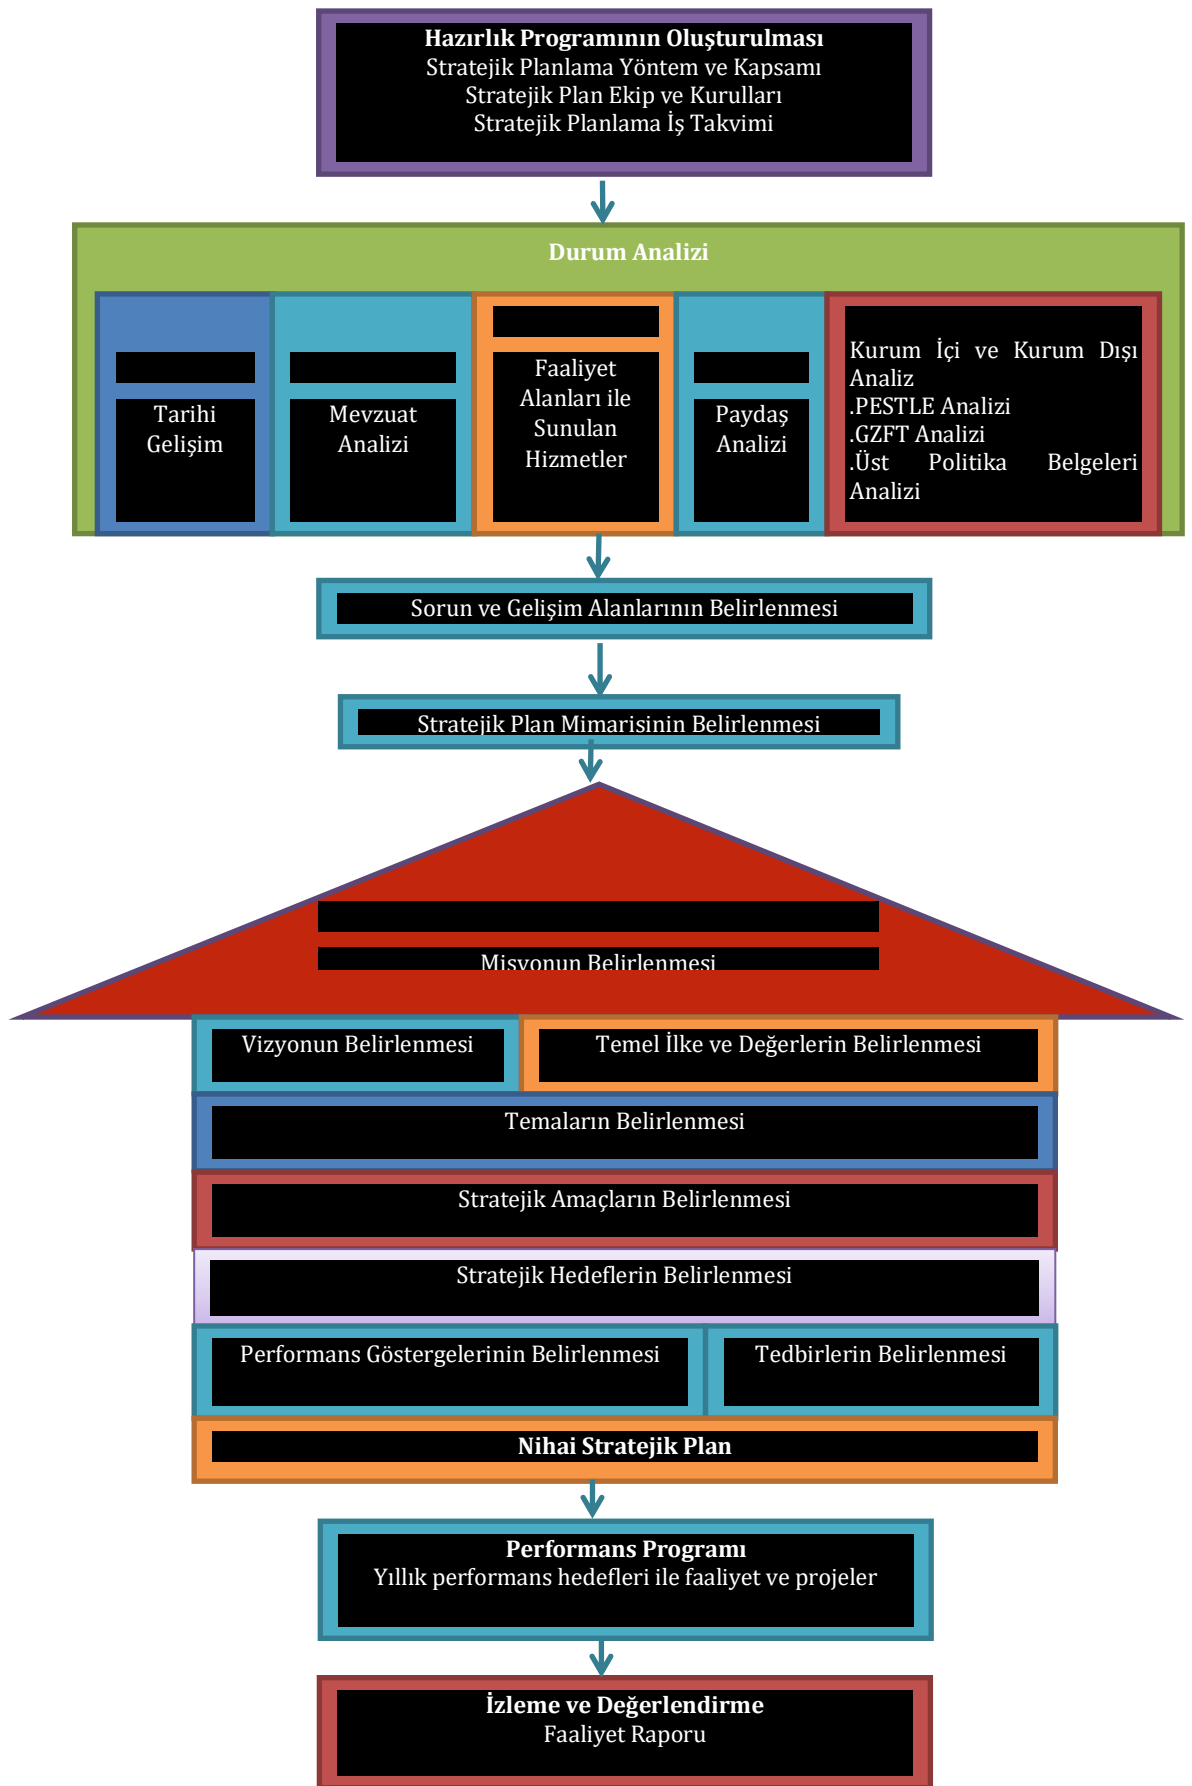 Hazırlık Programının Oluşturulması
Stratejik Planlama Yöntem ve Kapsamı
Stratejik Plan Ekip ve Kurulları
Stratejik Planlama İş Takvimi
Durum Analizi
Tarihi
Gelişim
Mevzuat
Analizi
Faaliyet
Alanları ile
Sunulan
Hizmetler
Paydaş
Analizi
Kurum İçi ve Kurum Dışı
Analiz
.PESTLE Analizi
.GZFT Analizi
.Üst Politika Belgeleri
Analizi
Sorun ve Gelişim Alanlarının Belirlenmesi
Stratejik Plan Mimarisinin Belirlenmesi
Misyonun Belirlenmesi
Vizyonun Belirlenmesi
Temel İlke ve Değerlerin Belirlenmesi
Temaların Belirlenmesi
Stratejik Amaçların Belirlenmesi
Stratejik Hedeflerin Belirlenmesi
Performans Göstergelerinin Belirlenmesi
Tedbirlerin Belirlenmesi
Nihai Stratejik Plan
Performans Programı
Yıllık performans hedefleri ile faaliyet ve projeler
İzleme ve Değerlendirme
Faaliyet Raporu